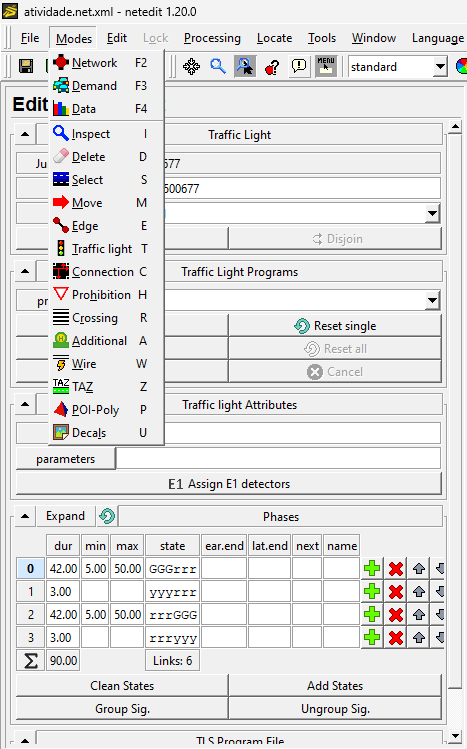 atividade.net.xml - netedit 1.20.0
File Modes Edit Lock Processing Locate Tools Window Language
MENU standard
Edit
Network F2
Demand F3
Data F4
Inspect I
Delete D
Select S
Move M
Edge E
Traffic light T
Connection C
Prohibition H
Crossing R
Additional A
Wire W
TAZ TAZ Z
POI-Poly P
Decals U
Traffic Light
Ju 677
600677
Disjoin
Traffic Light Programs
pr
Reset single
Reset all
Cancel
Traffic light Attributes
parameters
E1 Assign E1 detectors
Expand Phases
dur min max state ear.end lat.end next name
0 42.00 5.00 50.00 GGGrrr
1 3.00 yyyrrr
2 42.00 5.00 50.00 rrrGGG
3 3.00 rrryyy
Σ 90.00 Links: 6
Clean States Add States
Group Sig. Ungroup Sig.
TLS Program File